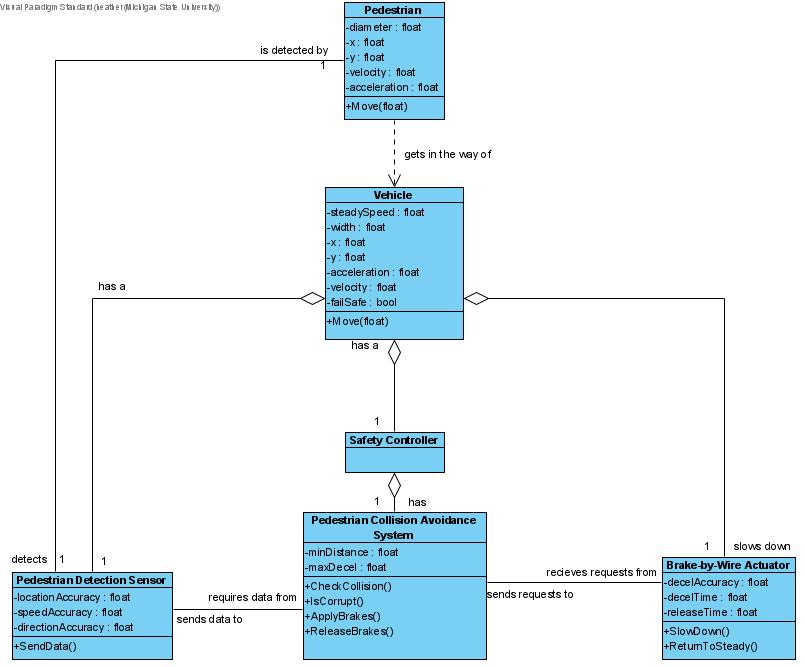 Visual Paradigm Standard(heather(Michigan State University))
Pedestrian
-diameter : float
-x : float
-y : float
-velocity : float
-acceleration : float
+Move(float)
is detected by
1
gets in the way of
Vehicle
-steadySpeed : float
-width : float
-x : float
-y : float
-acceleration : float
-velocity : float
-failSafe : bool
+Move(float)
has a
has a
1
Safety Controller
1
has
Pedestrian Collision Avoidance
System
-minDistance : float
-maxDecel : float
+CheckCollision()
+IsCorrupt()
+ApplyBrakes()
+ReleaseBrakes()
detects
1
1
Pedestrian Detection Sensor
-locationAccuracy : float
-speedAccuracy : float
-directionAccuracy : float
+SendData()
requires data from
sends data to
recieves requests from
sends requests to
1
slows down
Brake-by-Wire Actuator
-decelAccuracy : float
-decelTime : float
-releaseTime : float
+SlowDown()
+ReturnToSteady()